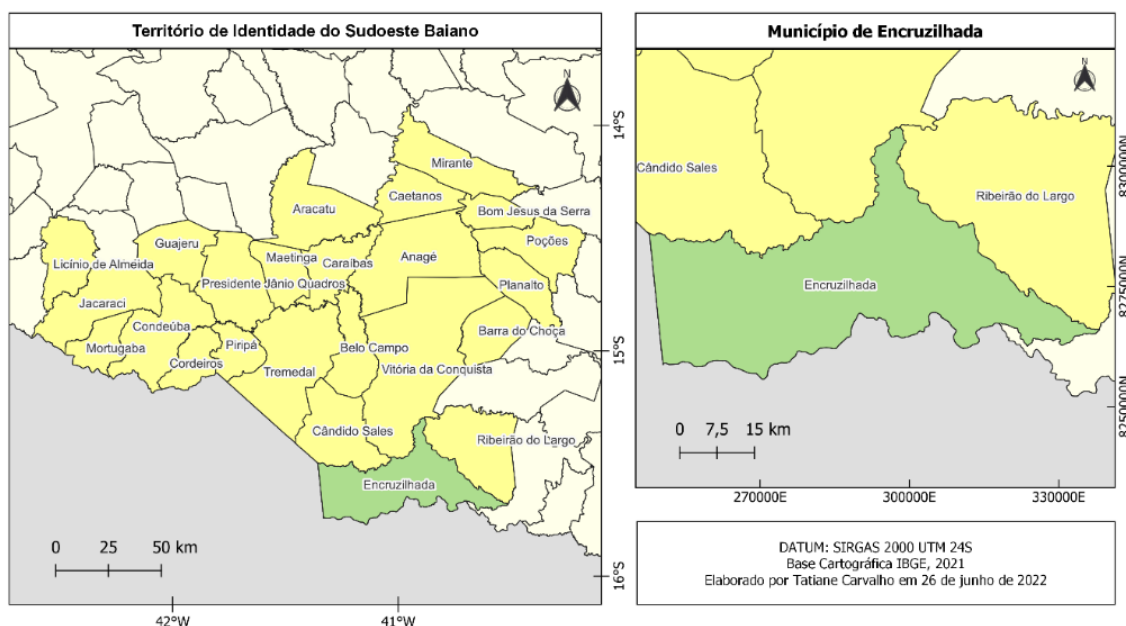 Território de Identidade do Sudoeste Baiano
N
14°S
Mirante
Caetanos
Aracatu
Bom Jesus da Serra
Poções
Guajeru
Maetinga
Caraíbas
Anagé
Licínio de Almeida
Presidente Jânio Quadros
Planalto
Jacaraci
Condeúba
Barra do Choça
Piripá
Belo Campo
15°S
Mortugaba
Cordeiros
Tremedal
Vitória da Conquista
Cândido Sales
Ribeirão do Largo
Encruzilhada
0 25 50 km
16°S
42°W 41°W
Município de Encruzilhada
N
Cândido Sales
8300000N
Ribeirão do Largo
Encruzilhada
8275000N
8250000N
0 7,5 15 km
270000E 300000E 330000E
DATUM: SIRGAS 2000 UTM 24S
Base Cartográfica IBGE, 2021
Elaborado por Tatiane Carvalho em 26 de junho de 2022